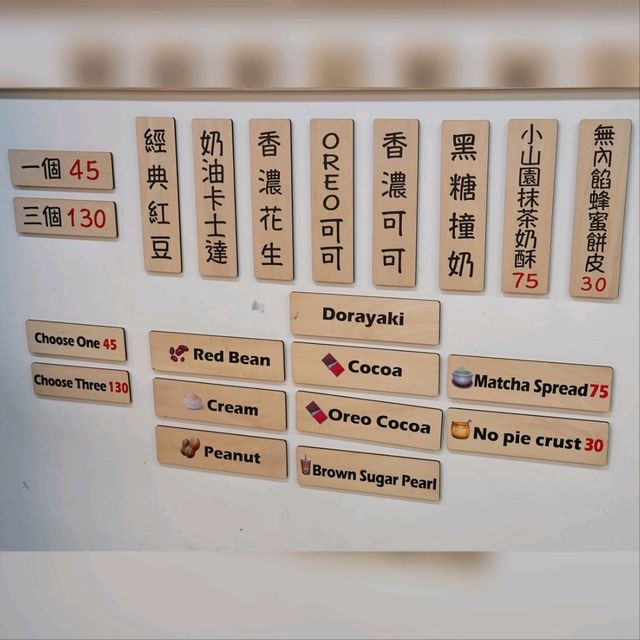 一個 45
三個 130
經典紅豆
奶油卡士達
香濃花生
OREO可可
香濃可可
黑糖撞奶
小山園抹茶奶酥 75
無內餡蜂蜜餅皮 30
Choose One 45
Choose Three 130
Dorayaki
Red Bean
Cream
Peanut
Cocoa
Oreo Cocoa
Brown Sugar Pearl
Matcha Spread 75
No pie crust 30